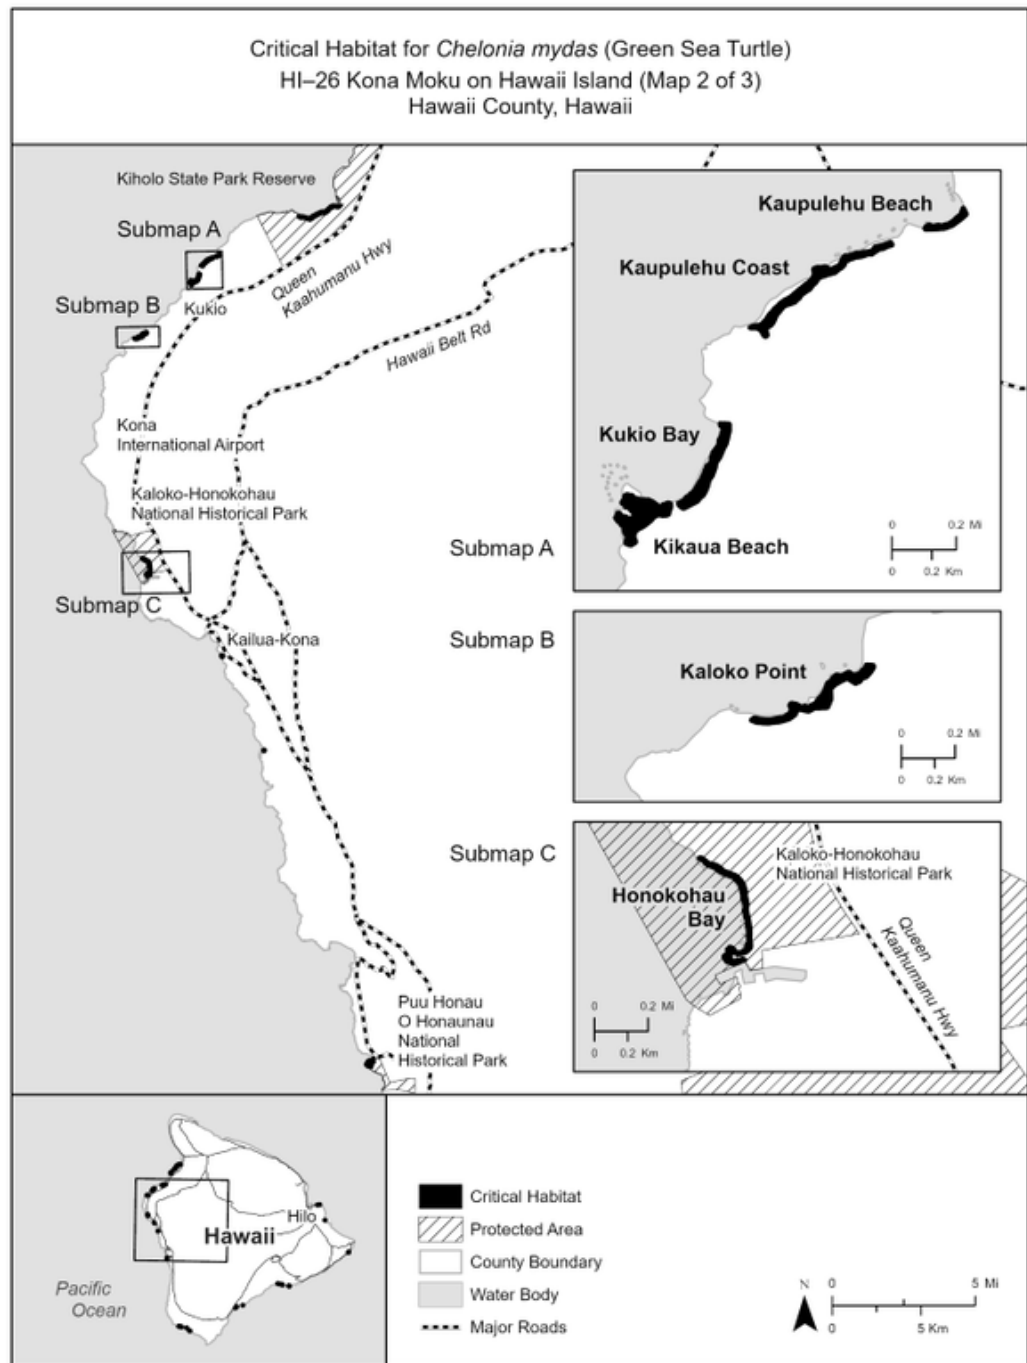 Critical Habitat for Chelonia mydas (Green Sea Turtle)
HI–26 Kona Moku on Hawaii Island (Map 2 of 3)
Hawaii County, Hawaii
Kiholo State Park Reserve
Submap A
Queen
Kaahumanu Hwy
Submap B
Kukio
Hawaii Belt Rd
Kona
International Airport
Kaloko-Honokohau
National Historical Park
Submap C
Kailua-Kona
Puu Honau
O Honaunau
National
Historical Park
Submap A
Kaupulehu Beach
Kaupulehu Coast
Kukio Bay
Kikaua Beach
0 0.2 Mi
0 0.2 Km
Submap B
Kaloko Point
0 0.2 Mi
0 0.2 Km
Submap C
Kaloko-Honokohau
National Historical Park
Honokohau
Bay
Queen
Kaahumanu Hwy
0 0.2 Mi
0 0.2 Km
Hilo
Hawaii
Pacific
Ocean
Critical Habitat
Protected Area
County Boundary
Water Body
Major Roads
N
0 5 Mi
0 5 Km